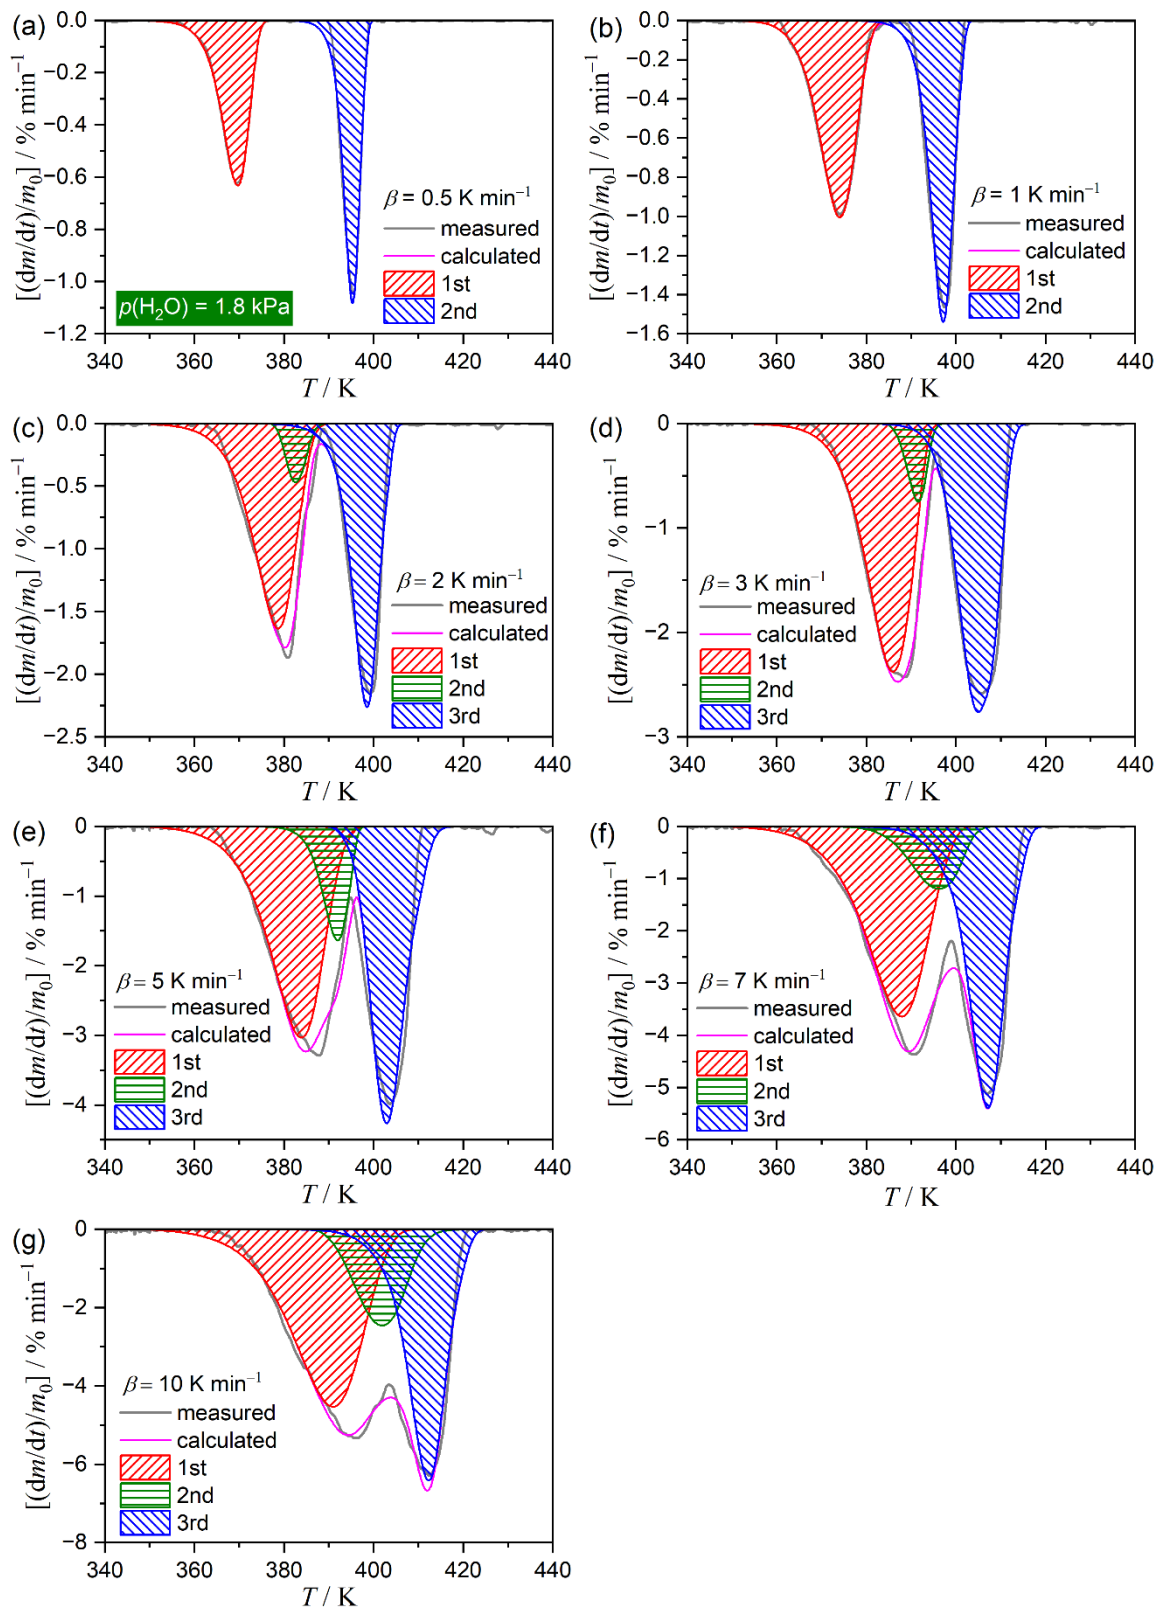 (a)
[(dm/dt)/m₀] / % min⁻¹
0.0
−0.2
−0.4
−0.6
−0.8
−1.0
−1.2
β = 0.5 K min⁻¹
measured
calculated
1st
2nd
p(H₂O) = 1.8 kPa
340 360 380 400 420 440
T / K
(b)
[(dm/dt)/m₀] / % min⁻¹
0.0
−0.2
−0.4
−0.6
−0.8
−1.0
−1.2
−1.4
−1.6
β = 1 K min⁻¹
measured
calculated
1st
2nd
340 360 380 400 420 440
T / K
(c)
[(dm/dt)/m₀] / % min⁻¹
0.0
−0.5
−1.0
−1.5
−2.0
−2.5
β = 2 K min⁻¹
measured
calculated
1st
2nd
3rd
340 360 380 400 420 440
T / K
(d)
[(dm/dt)/m₀] / % min⁻¹
0
−1
−2
−3
β = 3 K min⁻¹
measured
calculated
1st
2nd
3rd
340 360 380 400 420 440
T / K
(e)
[(dm/dt)/m₀] / % min⁻¹
0
−1
−2
−3
−4
β = 5 K min⁻¹
measured
calculated
1st
2nd
3rd
340 360 380 400 420 440
T / K
(f)
[(dm/dt)/m₀] / % min⁻¹
0
−1
−2
−3
−4
−5
−6
β = 7 K min⁻¹
measured
calculated
1st
2nd
3rd
340 360 380 400 420 440
T / K
(g)
[(dm/dt)/m₀] / % min⁻¹
0
−2
−4
−6
−8
β = 10 K min⁻¹
measured
calculated
1st
2nd
3rd
340 360 380 400 420 440
T / K